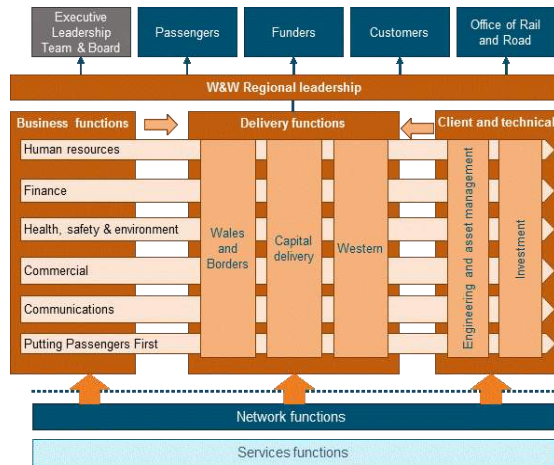 Executive
Leadership
Team & Board
Passengers
Funders
Customers
Office of Rail
and Road
W&W Regional leadership
Business functions
Delivery functions
Client and technical
Human resources
Finance
Health, safety & environment
Commercial
Communications
Putting Passengers First
Wales
and
Borders
Capital
delivery
Western
Engineering and asset management
Investment
Network functions
Services functions